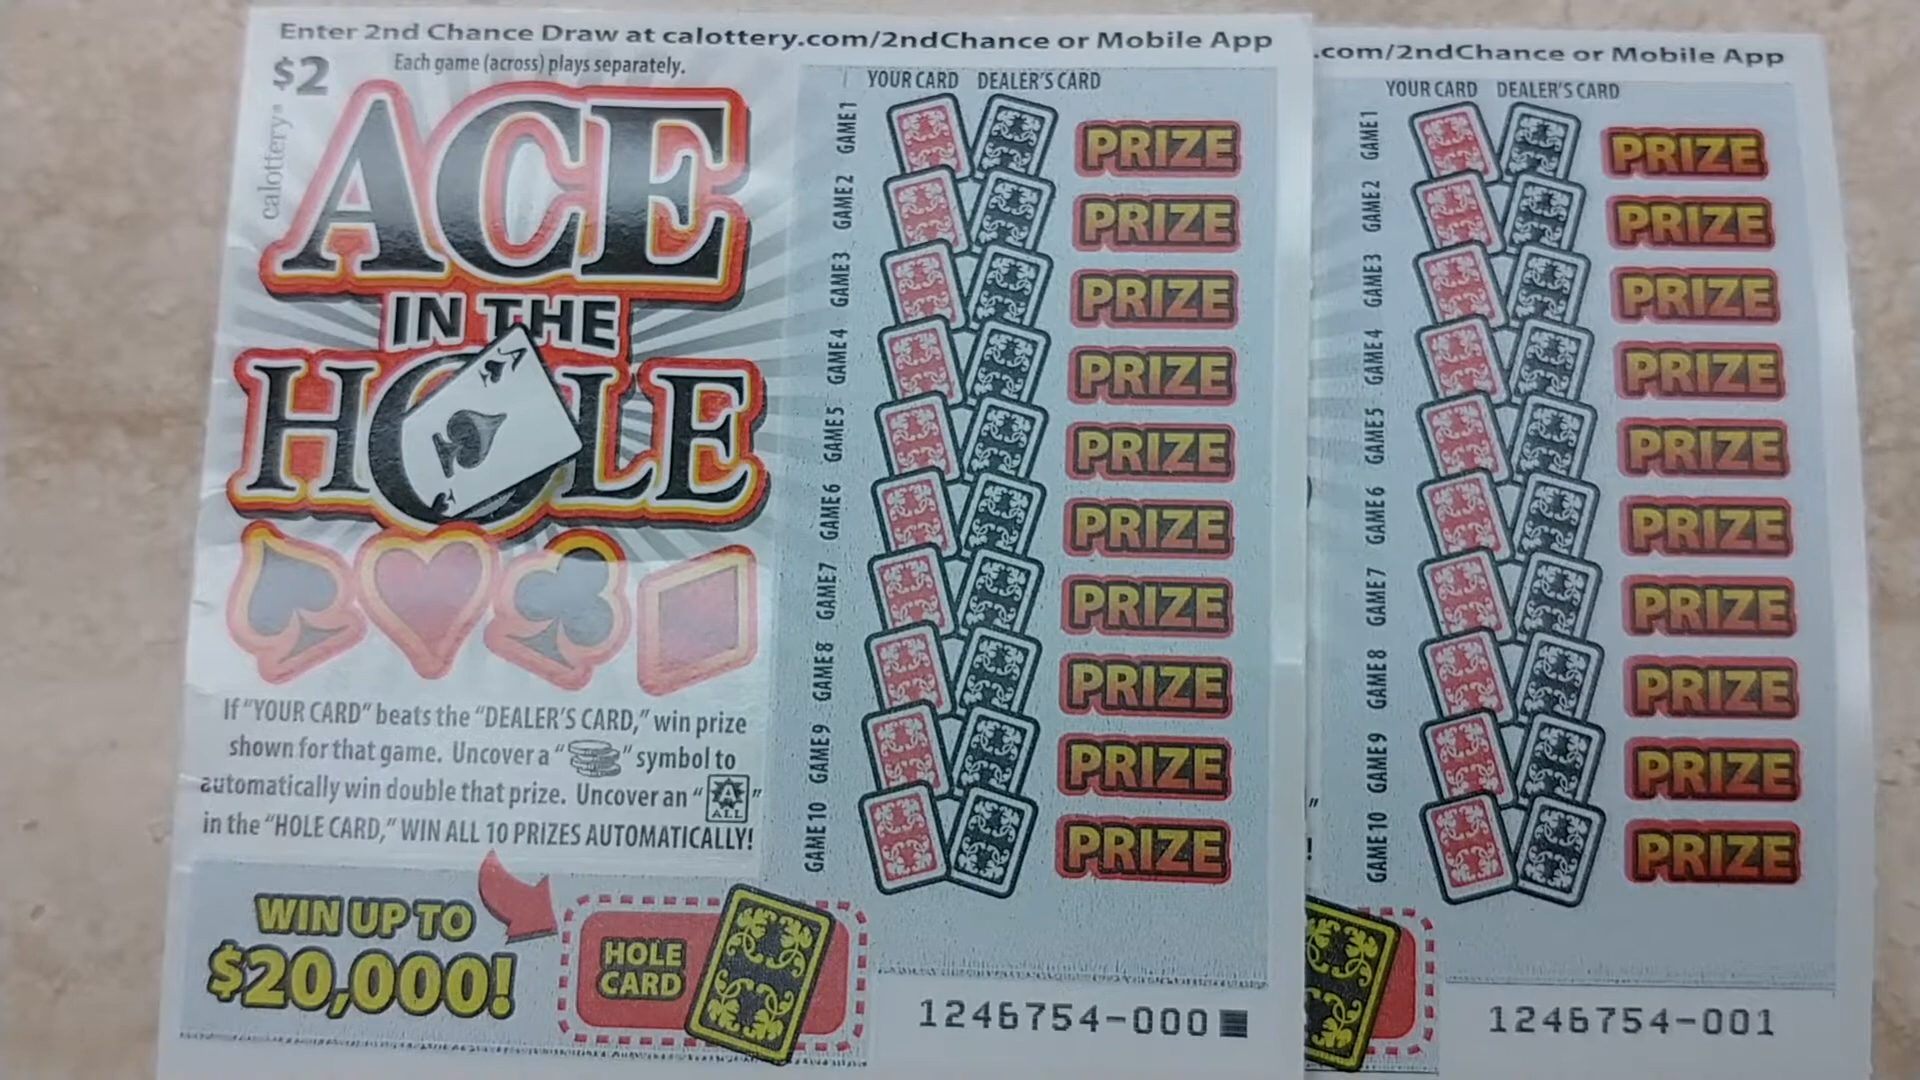 Enter 2nd Chance Draw at calottery.com/2ndChance or Mobile App
$2
Each game (across) plays separately.
calottery
ACE
IN THE
HOLE
A
If "YOUR CARD" beats the "DEALER'S CARD," win prize
shown for that game. Uncover a " " symbol to
automatically win double that prize. Uncover an "A ALL"
in the "HOLE CARD," WIN ALL 10 PRIZES AUTOMATICALLY!
WIN UP TO
$20,000!
HOLE
CARD
YOUR CARD DEALER'S CARD
GAME 1 PRIZE
GAME 2 PRIZE
GAME 3 PRIZE
GAME 4 PRIZE
GAME 5 PRIZE
GAME 6 PRIZE
GAME 7 PRIZE
GAME 8 PRIZE
GAME 9 PRIZE
GAME 10 PRIZE
1246754-000
.com/2ndChance or Mobile App
YOUR CARD DEALER'S CARD
GAME 1 PRIZE
GAME 2 PRIZE
GAME 3 PRIZE
GAME 4 PRIZE
GAME 5 PRIZE
GAME 6 PRIZE
GAME 7 PRIZE
GAME 8 PRIZE
GAME 9 PRIZE
GAME 10 PRIZE
"
!
1246754-001